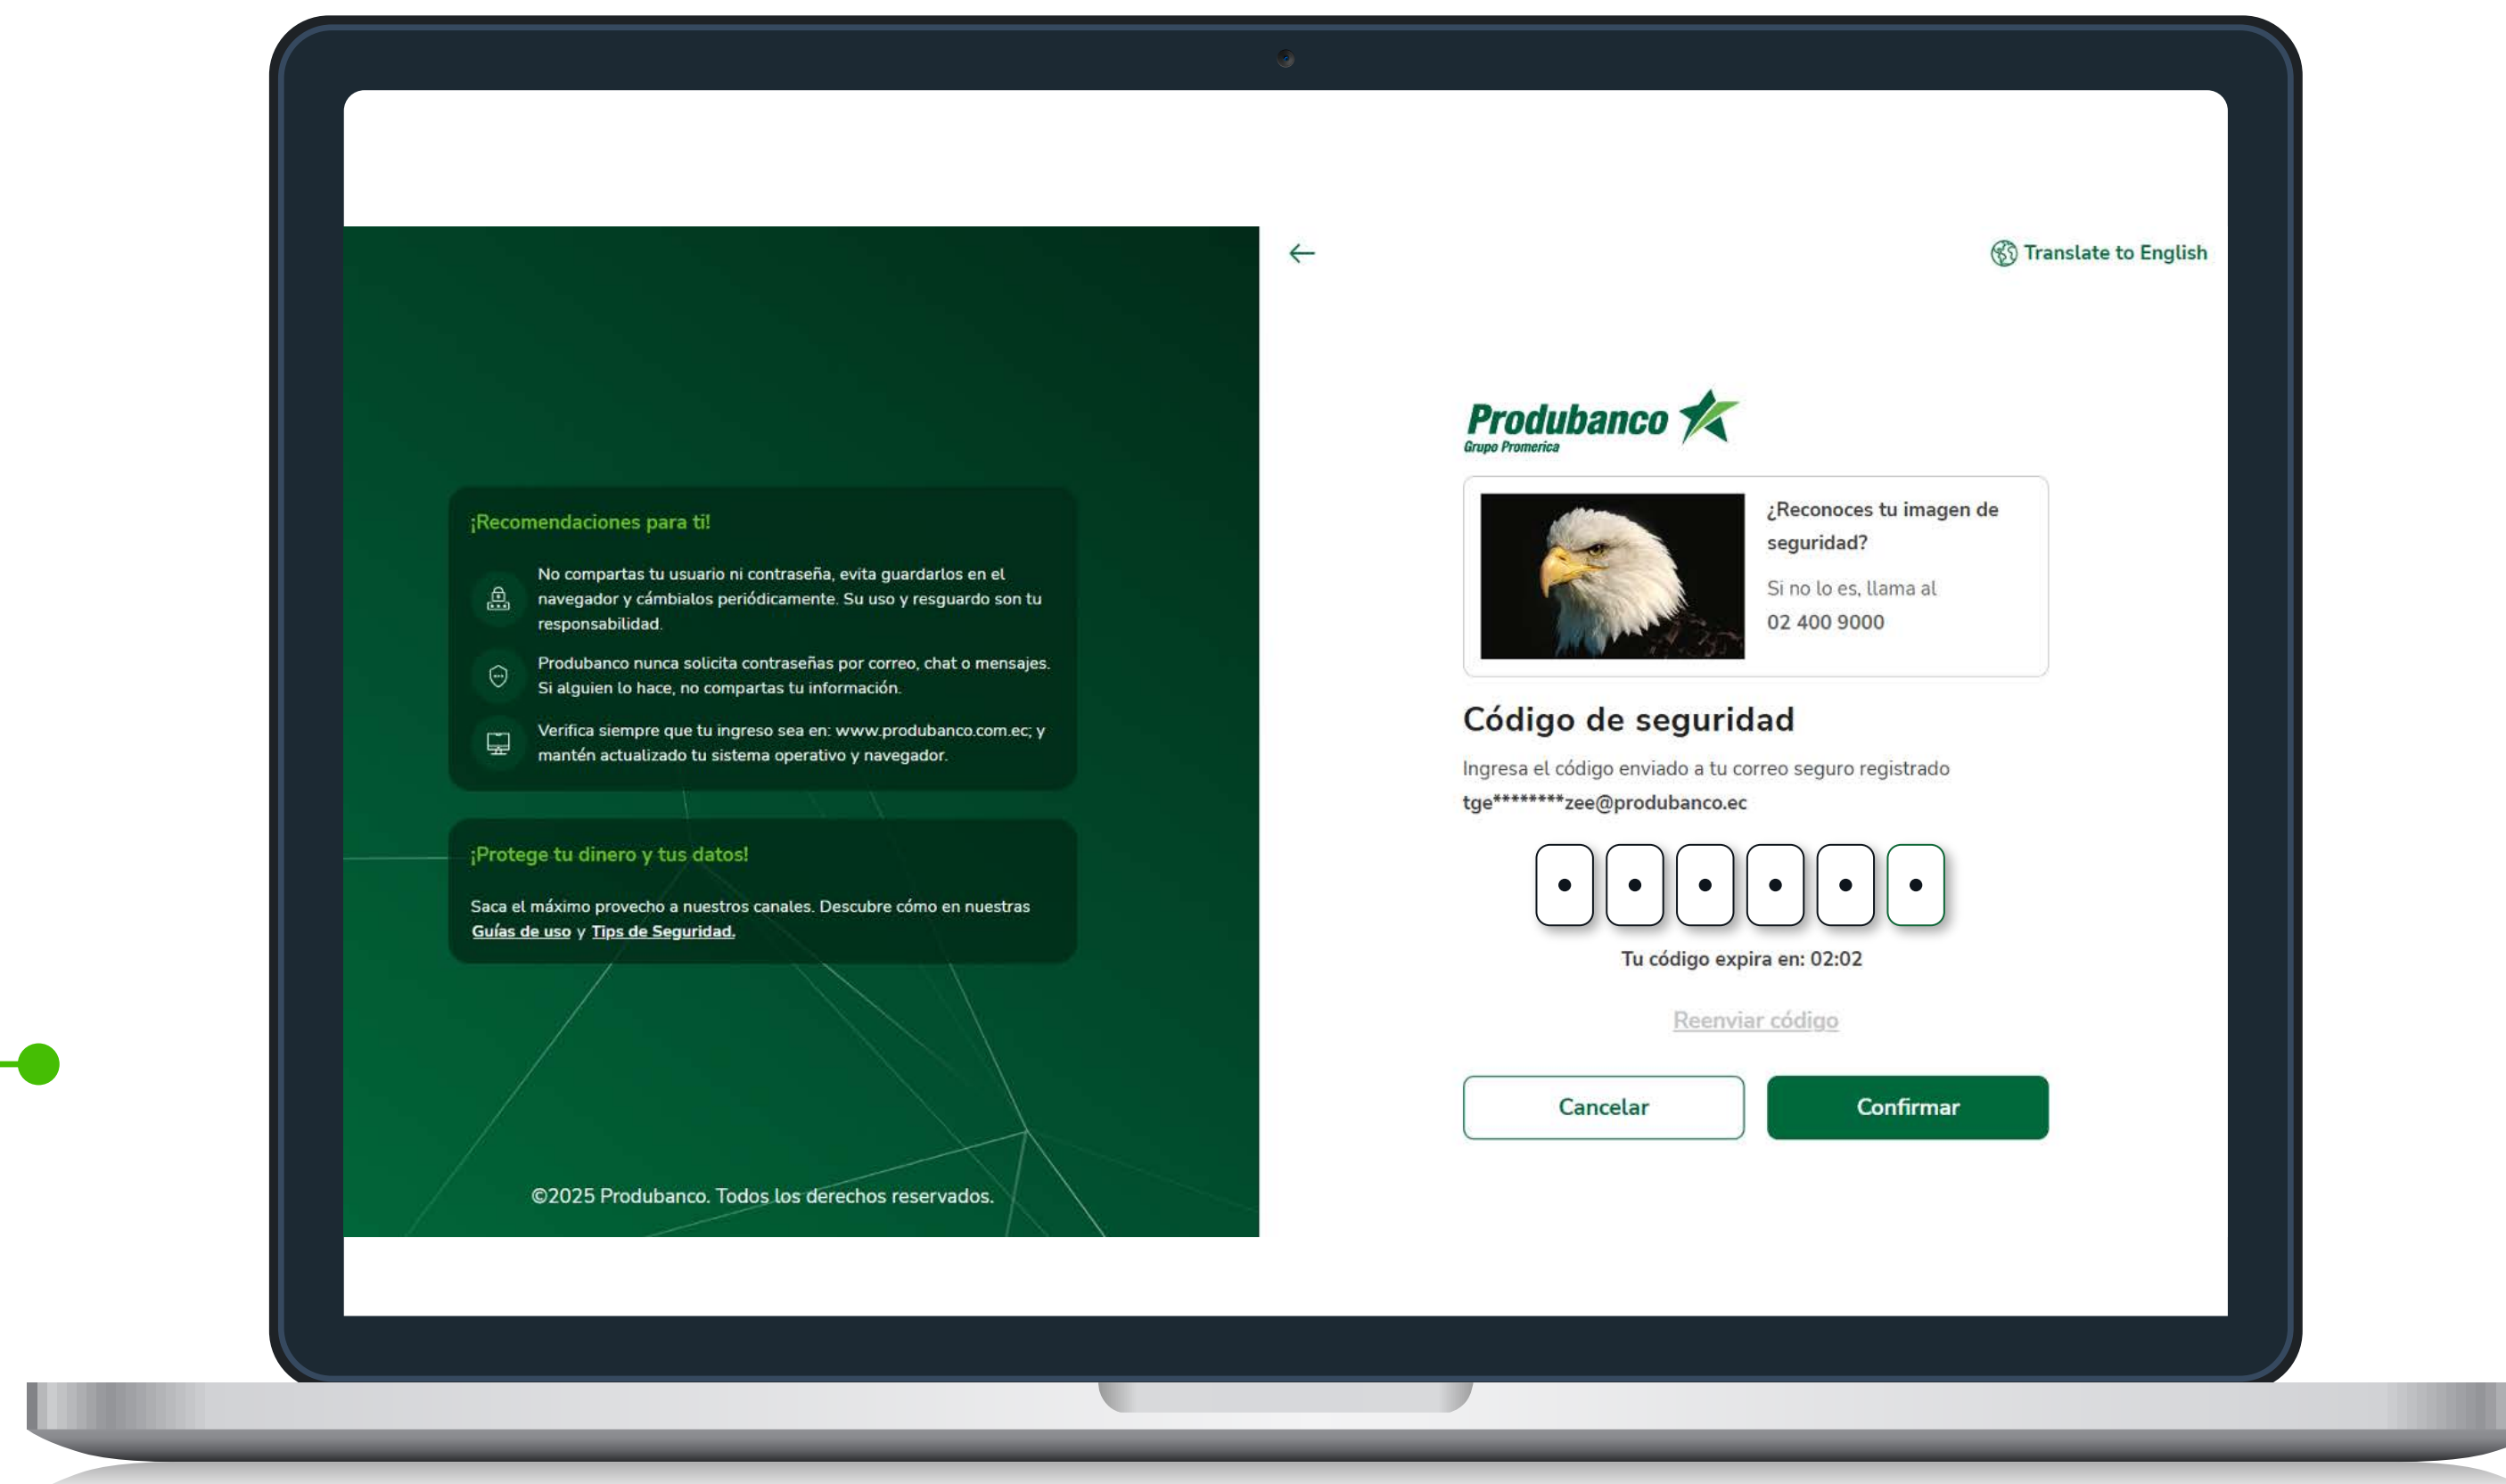 ¡Recomendaciones para ti!
No compartas tu usuario ni contraseña, evita guardarlos en el
navegador y cámbialos periódicamente. Su uso y resguardo son tu
responsabilidad.
Produbanco nunca solicita contraseñas por correo, chat o mensajes.
Si alguien lo hace, no compartas tu información.
Verifica siempre que tu ingreso sea en: www.produbanco.com.ec; y
mantén actualizado tu sistema operativo y navegador.
¡Protege tu dinero y tus datos!
Saca el máximo provecho a nuestros canales. Descubre cómo en nuestras
Guías de uso y Tips de Seguridad.
©2025 Produbanco. Todos los derechos reservados.
Translate to English
Produbanco
Grupo Promerica
¿Reconoces tu imagen de
seguridad?
Si no lo es, llama al
02 400 9000
Código de seguridad
Ingresa el código enviado a tu correo seguro registrado
tge********zee@produbanco.ec
Tu código expira en: 02:02
Reenviar código
Cancelar
Confirmar